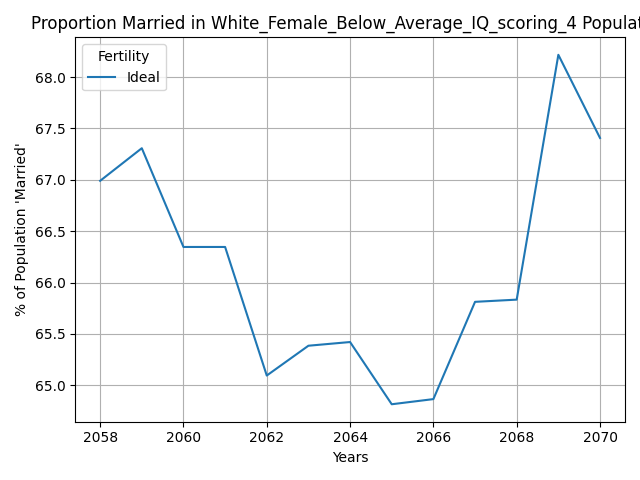 Proportion Married in White_Female_Below_Average_IQ_scoring_4 Populat
Fertility
Ideal
68.0
67.5
67.0
66.5
66.0
65.5
65.0
% of Population 'Married'
2058 2060 2062 2064 2066 2068 2070
Years